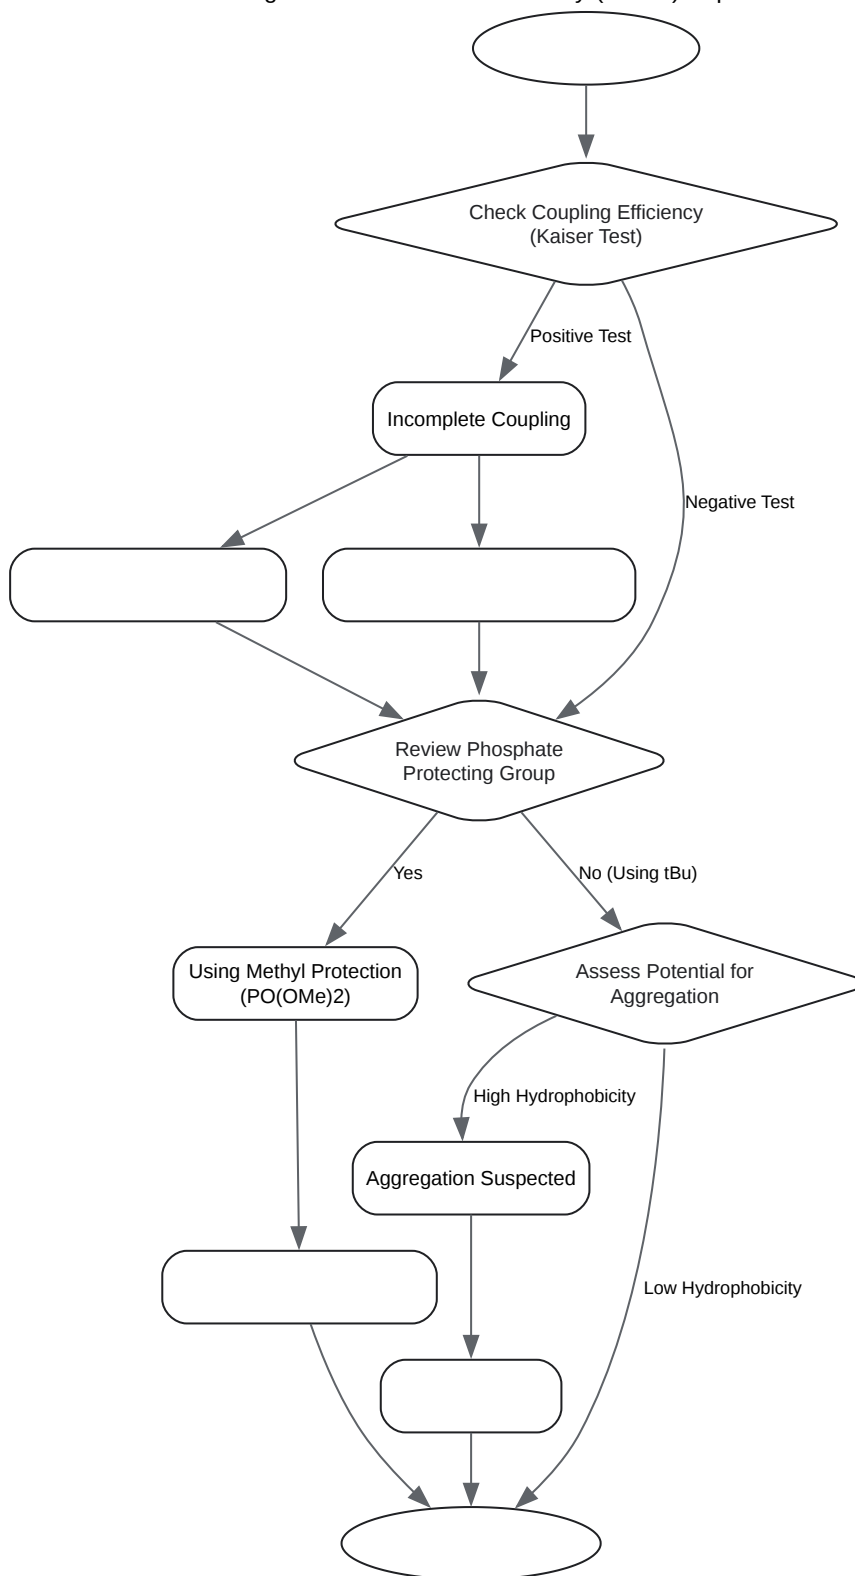 Check Coupling Efficiency
(Kaiser Test)
Positive Test
Incomplete Coupling
Negative Test
Review Phosphate
Protecting Group
Yes
No (Using tBu)
Using Methyl Protection
(PO(OMe)2)
Assess Potential for
Aggregation
High Hydrophobicity
Aggregation Suspected
Low Hydrophobicity